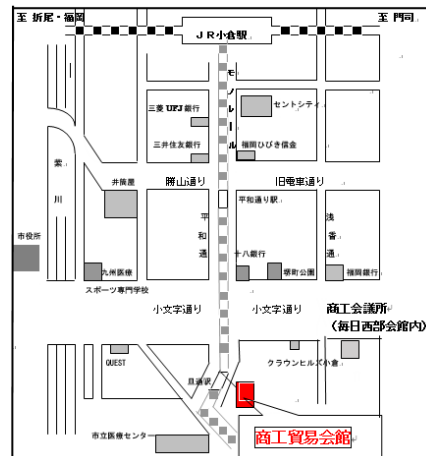 至 折尾・福岡
至 門司
JR小倉駅
モノレール
三菱UFJ銀行
セントシティ
三井住友銀行
福岡ひびき信金
紫川
井筒屋
勝山通り
旧電車通り
平和通り駅
平和通
浅香通
市役所
九州医療
スポーツ専門学校
十八銀行
堺町公園
福岡銀行
小文字通り
小文字通り
商工会議所
(毎日西部会館内)
QUEST
クラウンヒルズ小倉
旦過駅
商工貿易会館
市立医療センター